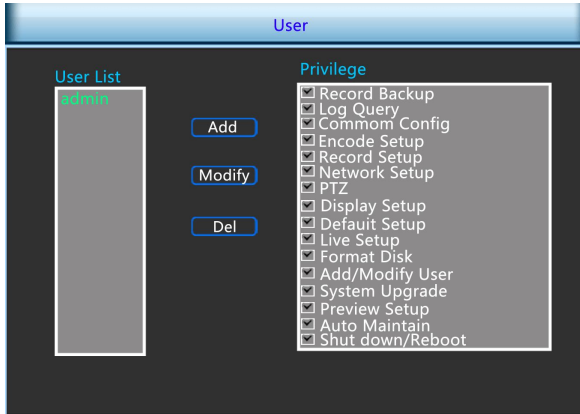 User
User List
admin
Add
Modify
Del
Privilege
Record Backup
Log Query
Commom Config
Encode Setup
Record Setup
Network Setup
PTZ
Display Setup
Default Setup
Live Setup
Format Disk
Add/Modify User
System Upgrade
Preview Setup
Auto Maintain
Shut down/Reboot